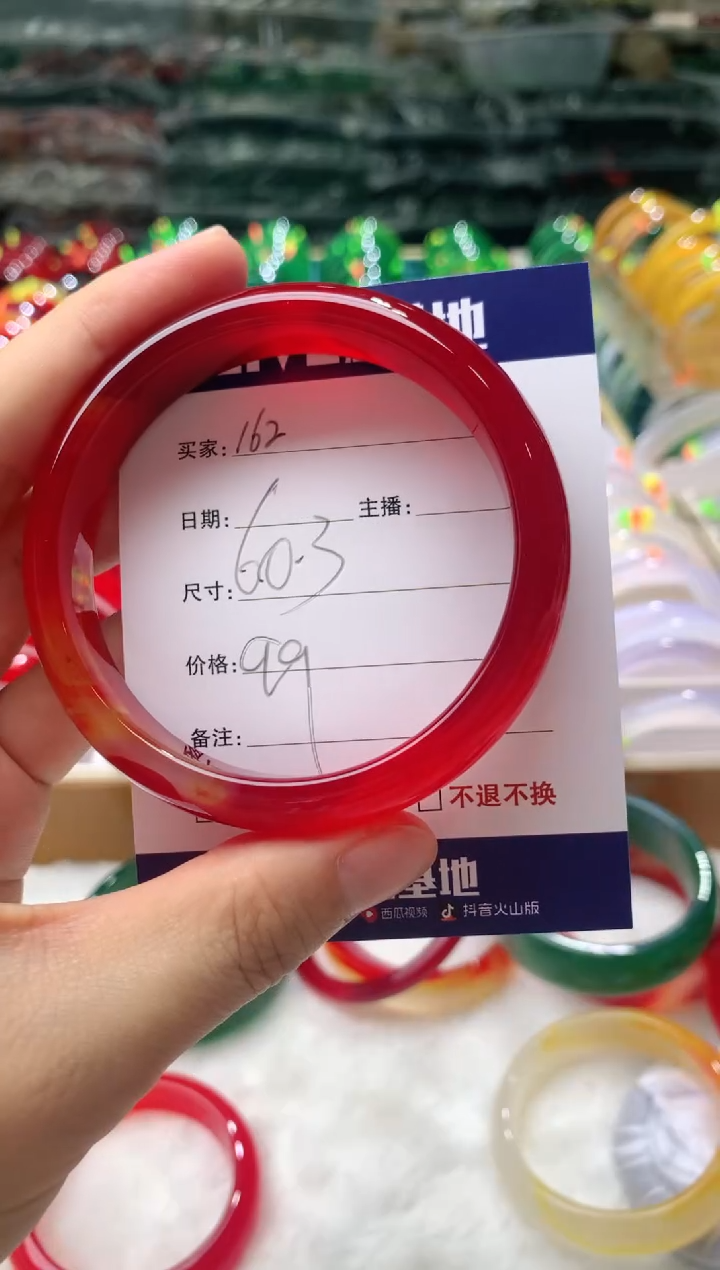 地
买家: 162
日期: 主播:
尺寸: 60.3
价格: 99
备注:
不退不换
基地
西瓜视频 抖音火山版